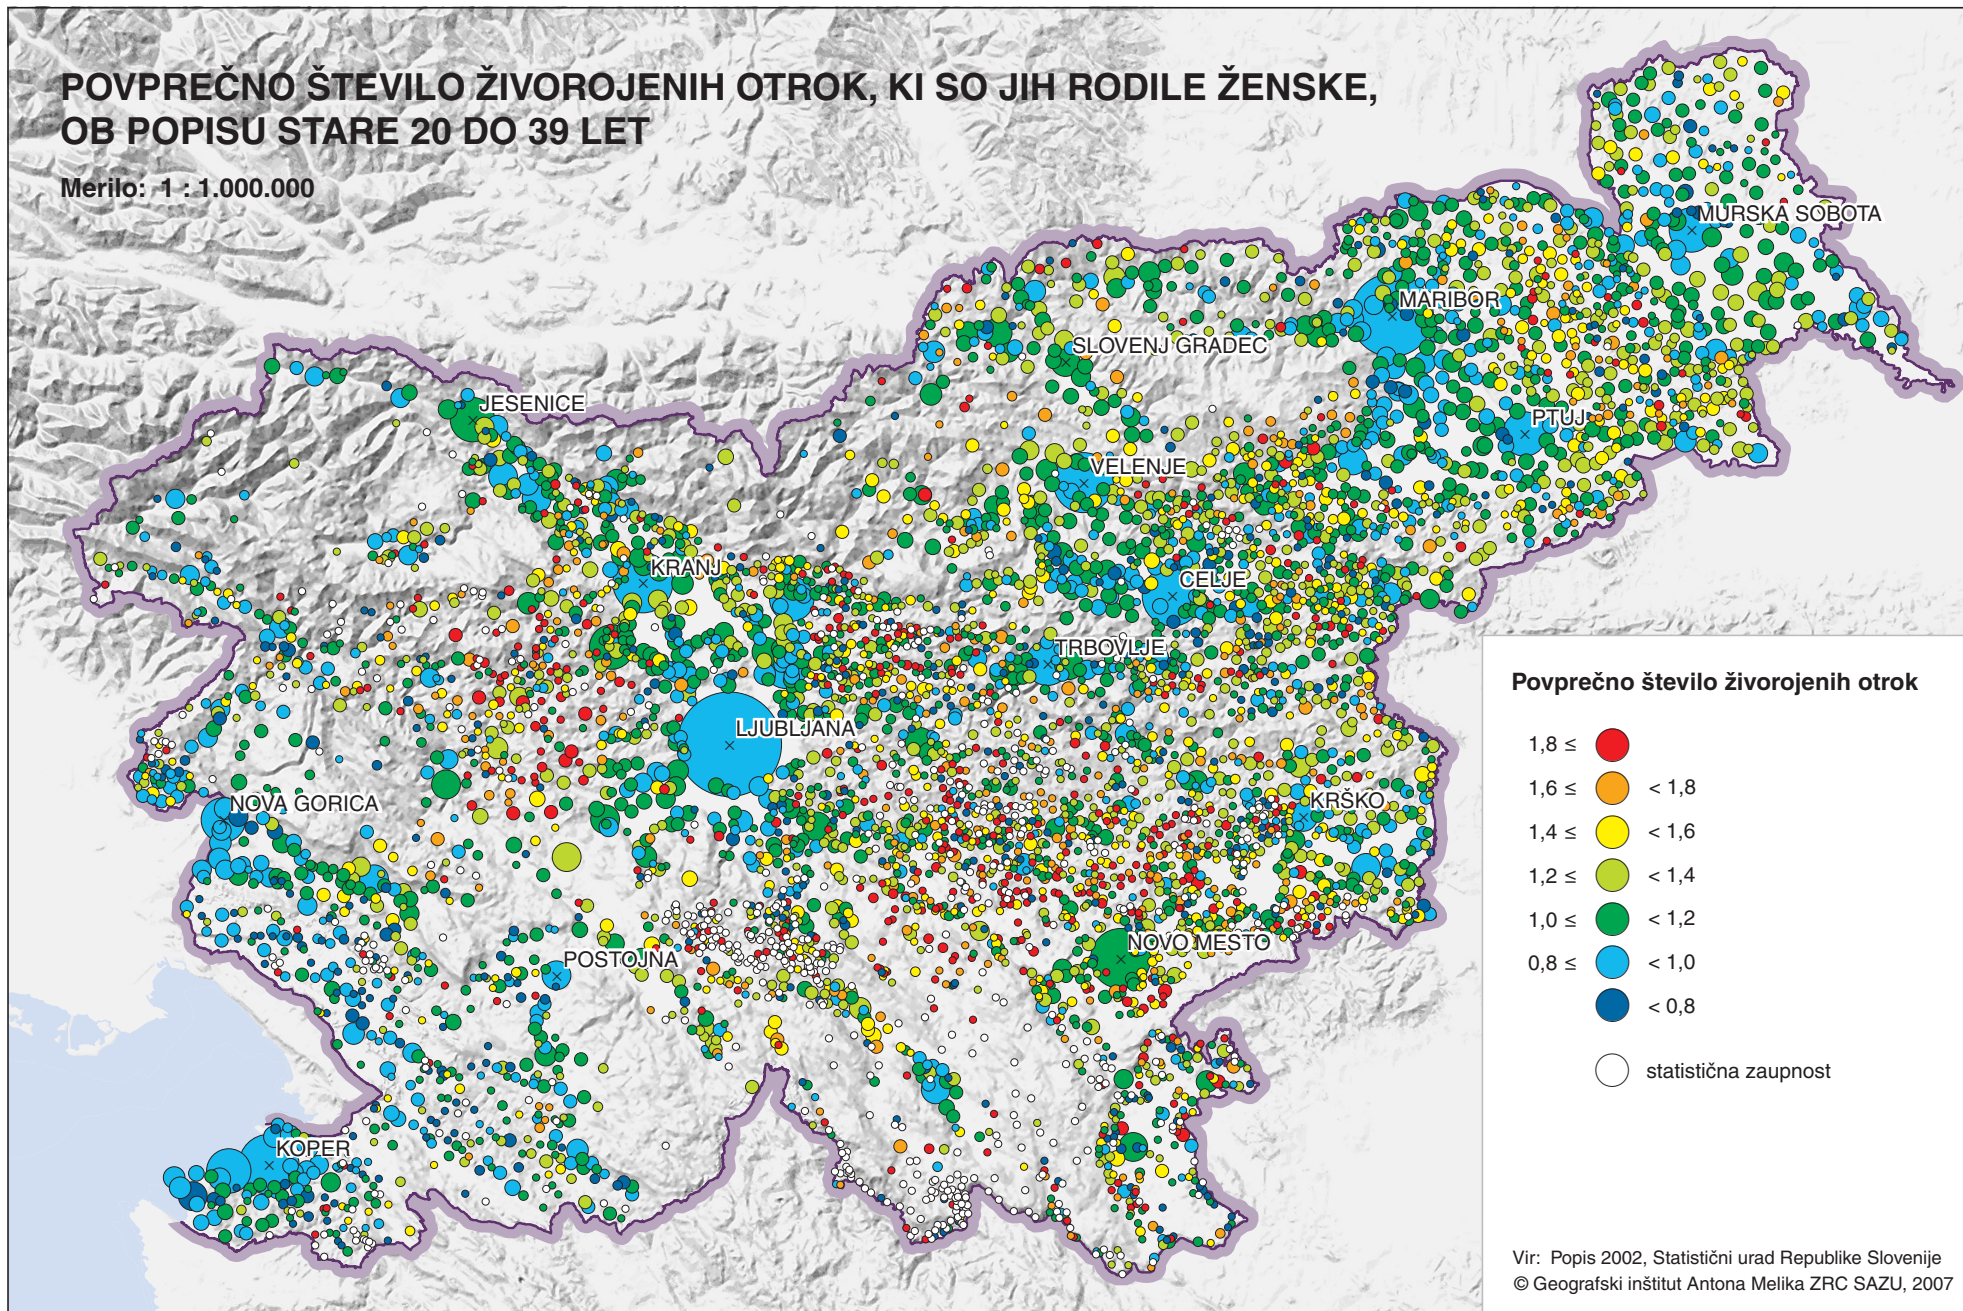 POVPREČNO ŠTEVILO ŽIVOROJENIH OTROK, KI SO JIH RODILE ŽENSKE,
OB POPISU STARE 20 DO 39 LET
Merilo: 1 : 1.000.000
MURSKA SOBOTA
MARIBOR
SLOVENJ GRADEC
JESENICE
PTUJ
VELENJE
KRANJ
CELJE
TRBOVLJE
LJUBLJANA
NOVA GORICA
KRŠKO
NOVO MESTO
POSTOJNA
KOPER
Povprečno število živorojenih otrok
1,8 ≤
1,6 ≤ < 1,8
1,4 ≤ < 1,6
1,2 ≤ < 1,4
1,0 ≤ < 1,2
0,8 ≤ < 1,0
< 0,8
statistična zaupnost
Vir: Popis 2002, Statistični urad Republike Slovenije
© Geografski inštitut Antona Melika ZRC SAZU, 2007